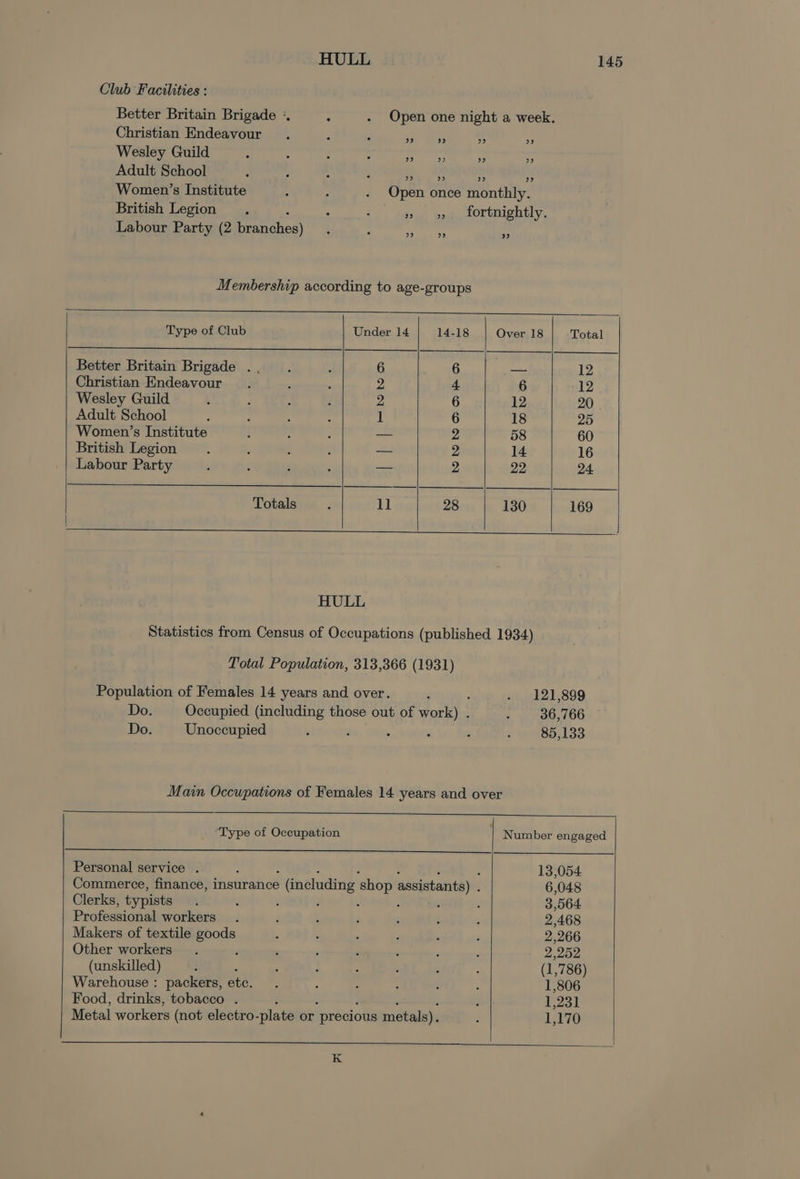 HULL 145
Club Facilities :
Better Britain Brigade . . . Open one night a week.
Christian Endeavour . . . ,, ,, ,, ,,
Wesley Guild . . . . ,, ,, ,, ,,
Adult School . . . . ,, ,, ,, ,,
Women's Institute . . . Open once monthly.
British Legion . . . . ,, ,, fortnightly.
Labour Party (2 branches) . . ,, ,, ,,
Membership according to age-groups
Type of Club Under 14 14-18 Over 18 Total
Better Britain Brigade . . . . 6 6 — 12
Christian Endeavour . . . 2 4 6 12
Wesley Guild . . . . 2 6 12 20
Adult School . . . . 1 6 18 25
Women's Institute . . . — 2 58 60
British Legion . . . . — 2 14 16
Labour Party . . . . — 2 22 24
Totals . 11 28 130 169
HULL
Statistics from Census of Occupations (published 1934)
Total Population, 313,366 (1931)
Population of Females 14 years and over. . . . 121,899
Do. Occupied (including those out of work) . . 36,766
Do. Unoccupied . . . . . . 85,133
Main Occupations of Females 14 years and over
Type of Occupation Number engaged
Personal service . . . . . . . 13,054
Commerce, finance, insurance (including shop assistants) . 6,048
Clerks, typists . . . . . . . 3,564
Professional workers . . . . . . 2,468
Makers of textile goods . . . . . . 2,266
Other workers . . . . . . . 2,252
(unskilled) . . . . . . . (1,786)
Warehouse : packers, etc. . . . . . . 1,806
Food, drinks, tobacco . . . . . . 1,231
Metal workers (not electro-plate or precious metals). . 1,170
K